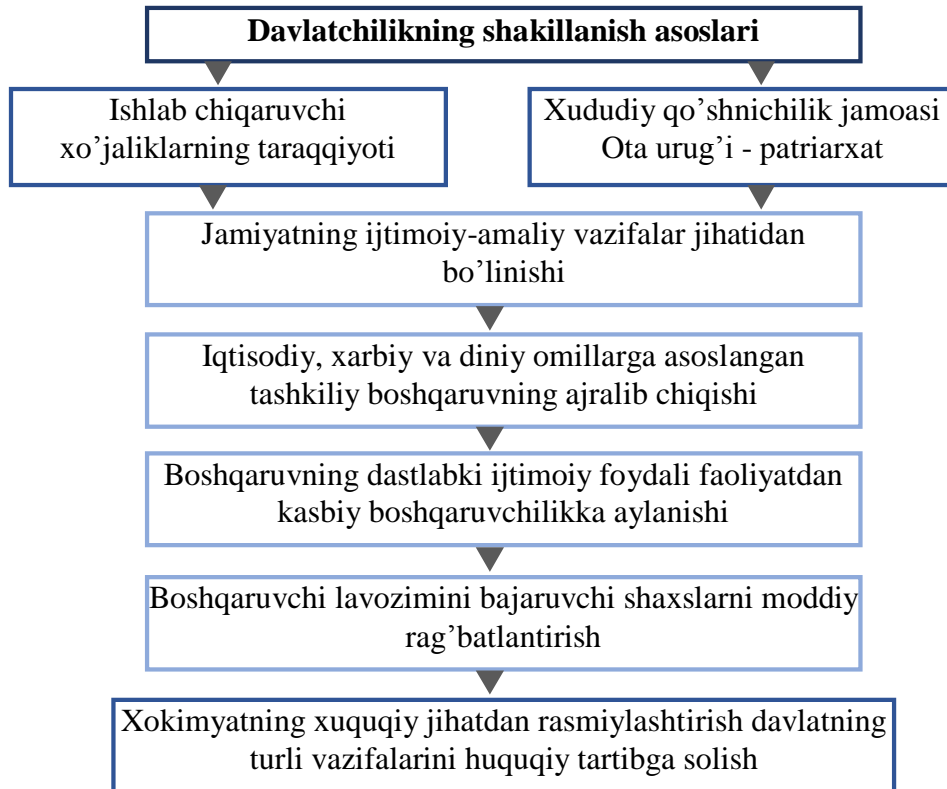 Davlatchilikning shakillanish asoslari
Ishlab chiqaruvchi
xo’jaliklarning taraqqiyoti
Xududiy qo’shnichilik jamoasi
Ota urug’i - patriarxat
Jamiyatning ijtimoiy-amaliy vazifalar jihatidan
bo’linishi
Iqtisodiy, xarbiy va diniy omillarga asoslangan
tashkiliy boshqaruvning ajralib chiqishi
Boshqaruvning dastlabki ijtimoiy foydali faoliyatdan
kasbiy boshqaruvchilikka aylanishi
Boshqaruvchi lavozimini bajaruvchi shaxslarni moddiy
rag’batlantirish
Xokimyatning xuquqiy jihatdan rasmiylashtirish davlatning
turli vazifalarini huquqiy tartibga solish